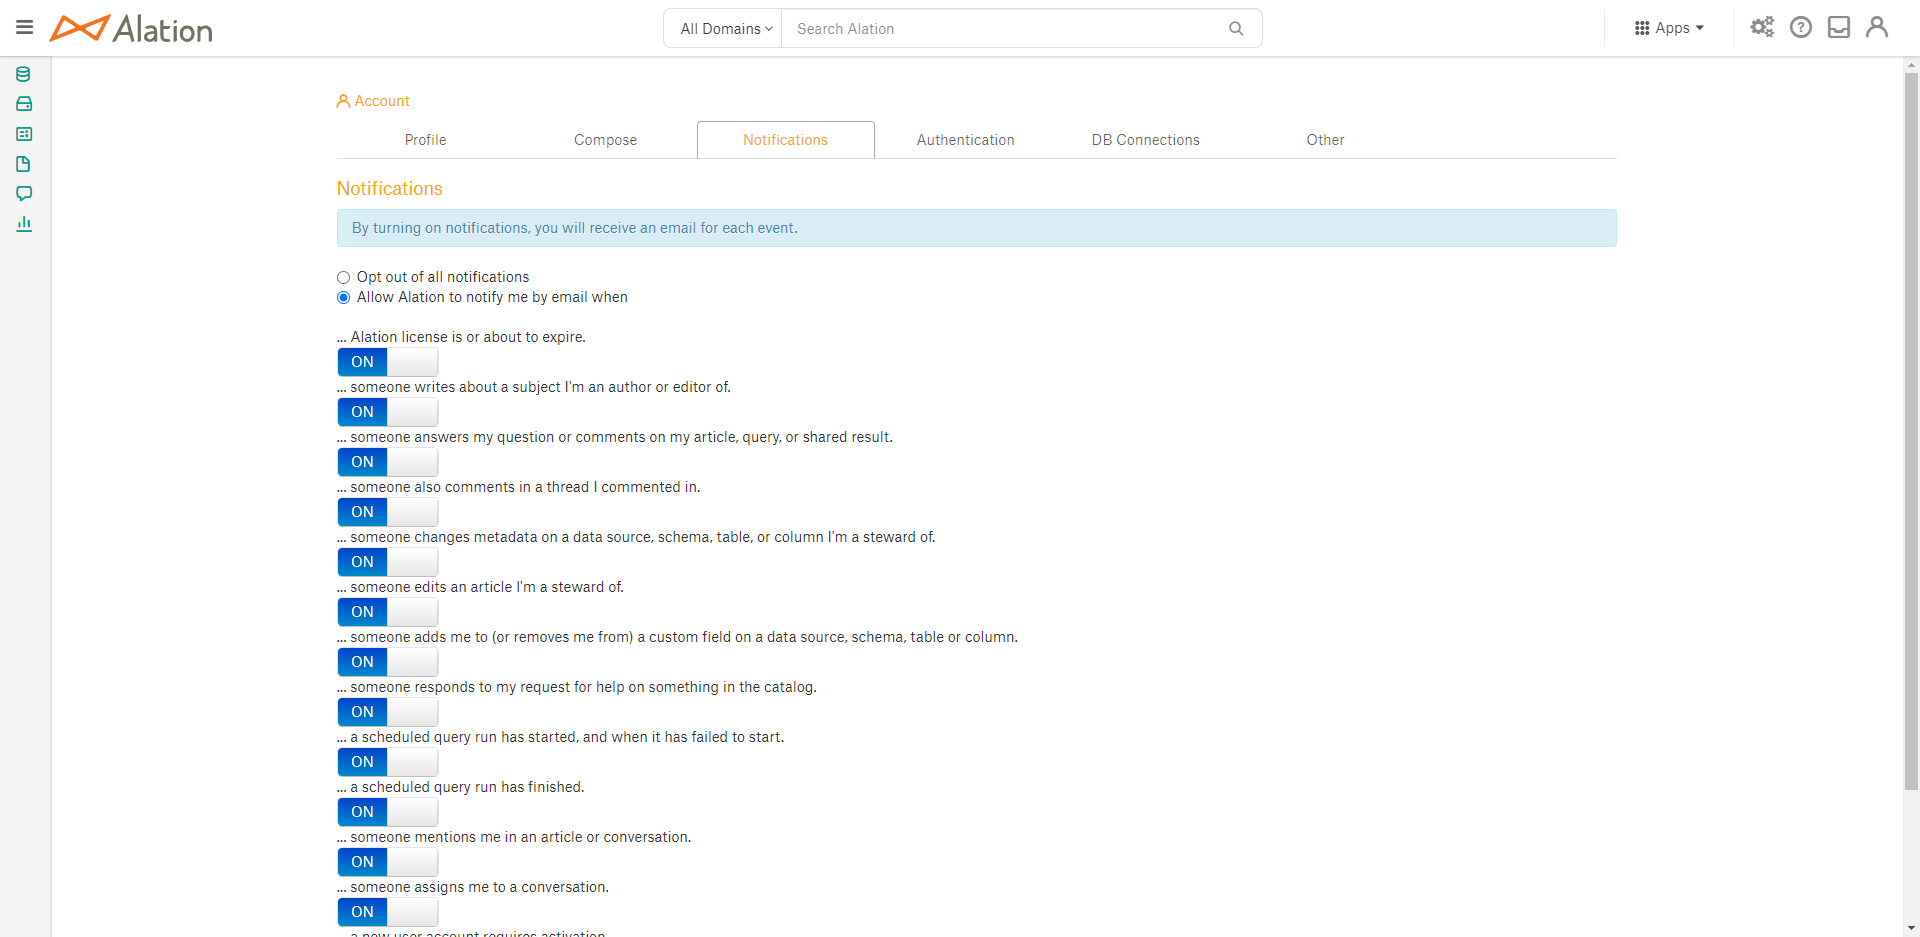 Alation
All Domains
Search Alation
Apps
Account
Profile
Compose
Notifications
Authentication
DB Connections
Other
Notifications
By turning on notifications, you will receive an email for each event.
Opt out of all notifications
Allow Alation to notify me by email when
... Alation license is or about to expire.
ON
... someone writes about a subject I'm an author or editor of.
ON
... someone answers my question or comments on my article, query, or shared result.
ON
... someone also comments in a thread I commented in.
ON
... someone changes metadata on a data source, schema, table, or column I'm a steward of.
ON
... someone edits an article I'm a steward of.
ON
... someone adds me to (or removes me from) a custom field on a data source, schema, table or column.
ON
... someone responds to my request for help on something in the catalog.
ON
... a scheduled query run has started, and when it has failed to start.
ON
... a scheduled query run has finished.
ON
... someone mentions me in an article or conversation.
ON
... someone assigns me to a conversation.
ON
... a new user account requires activation.